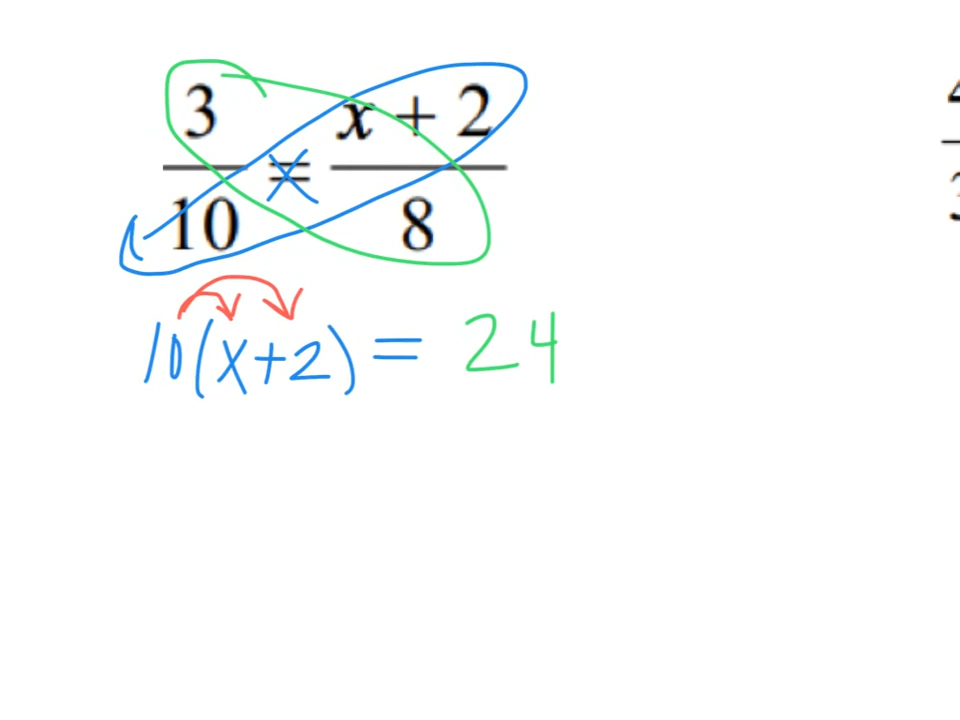 3/10 = x + 2/8
10(x+2) = 24